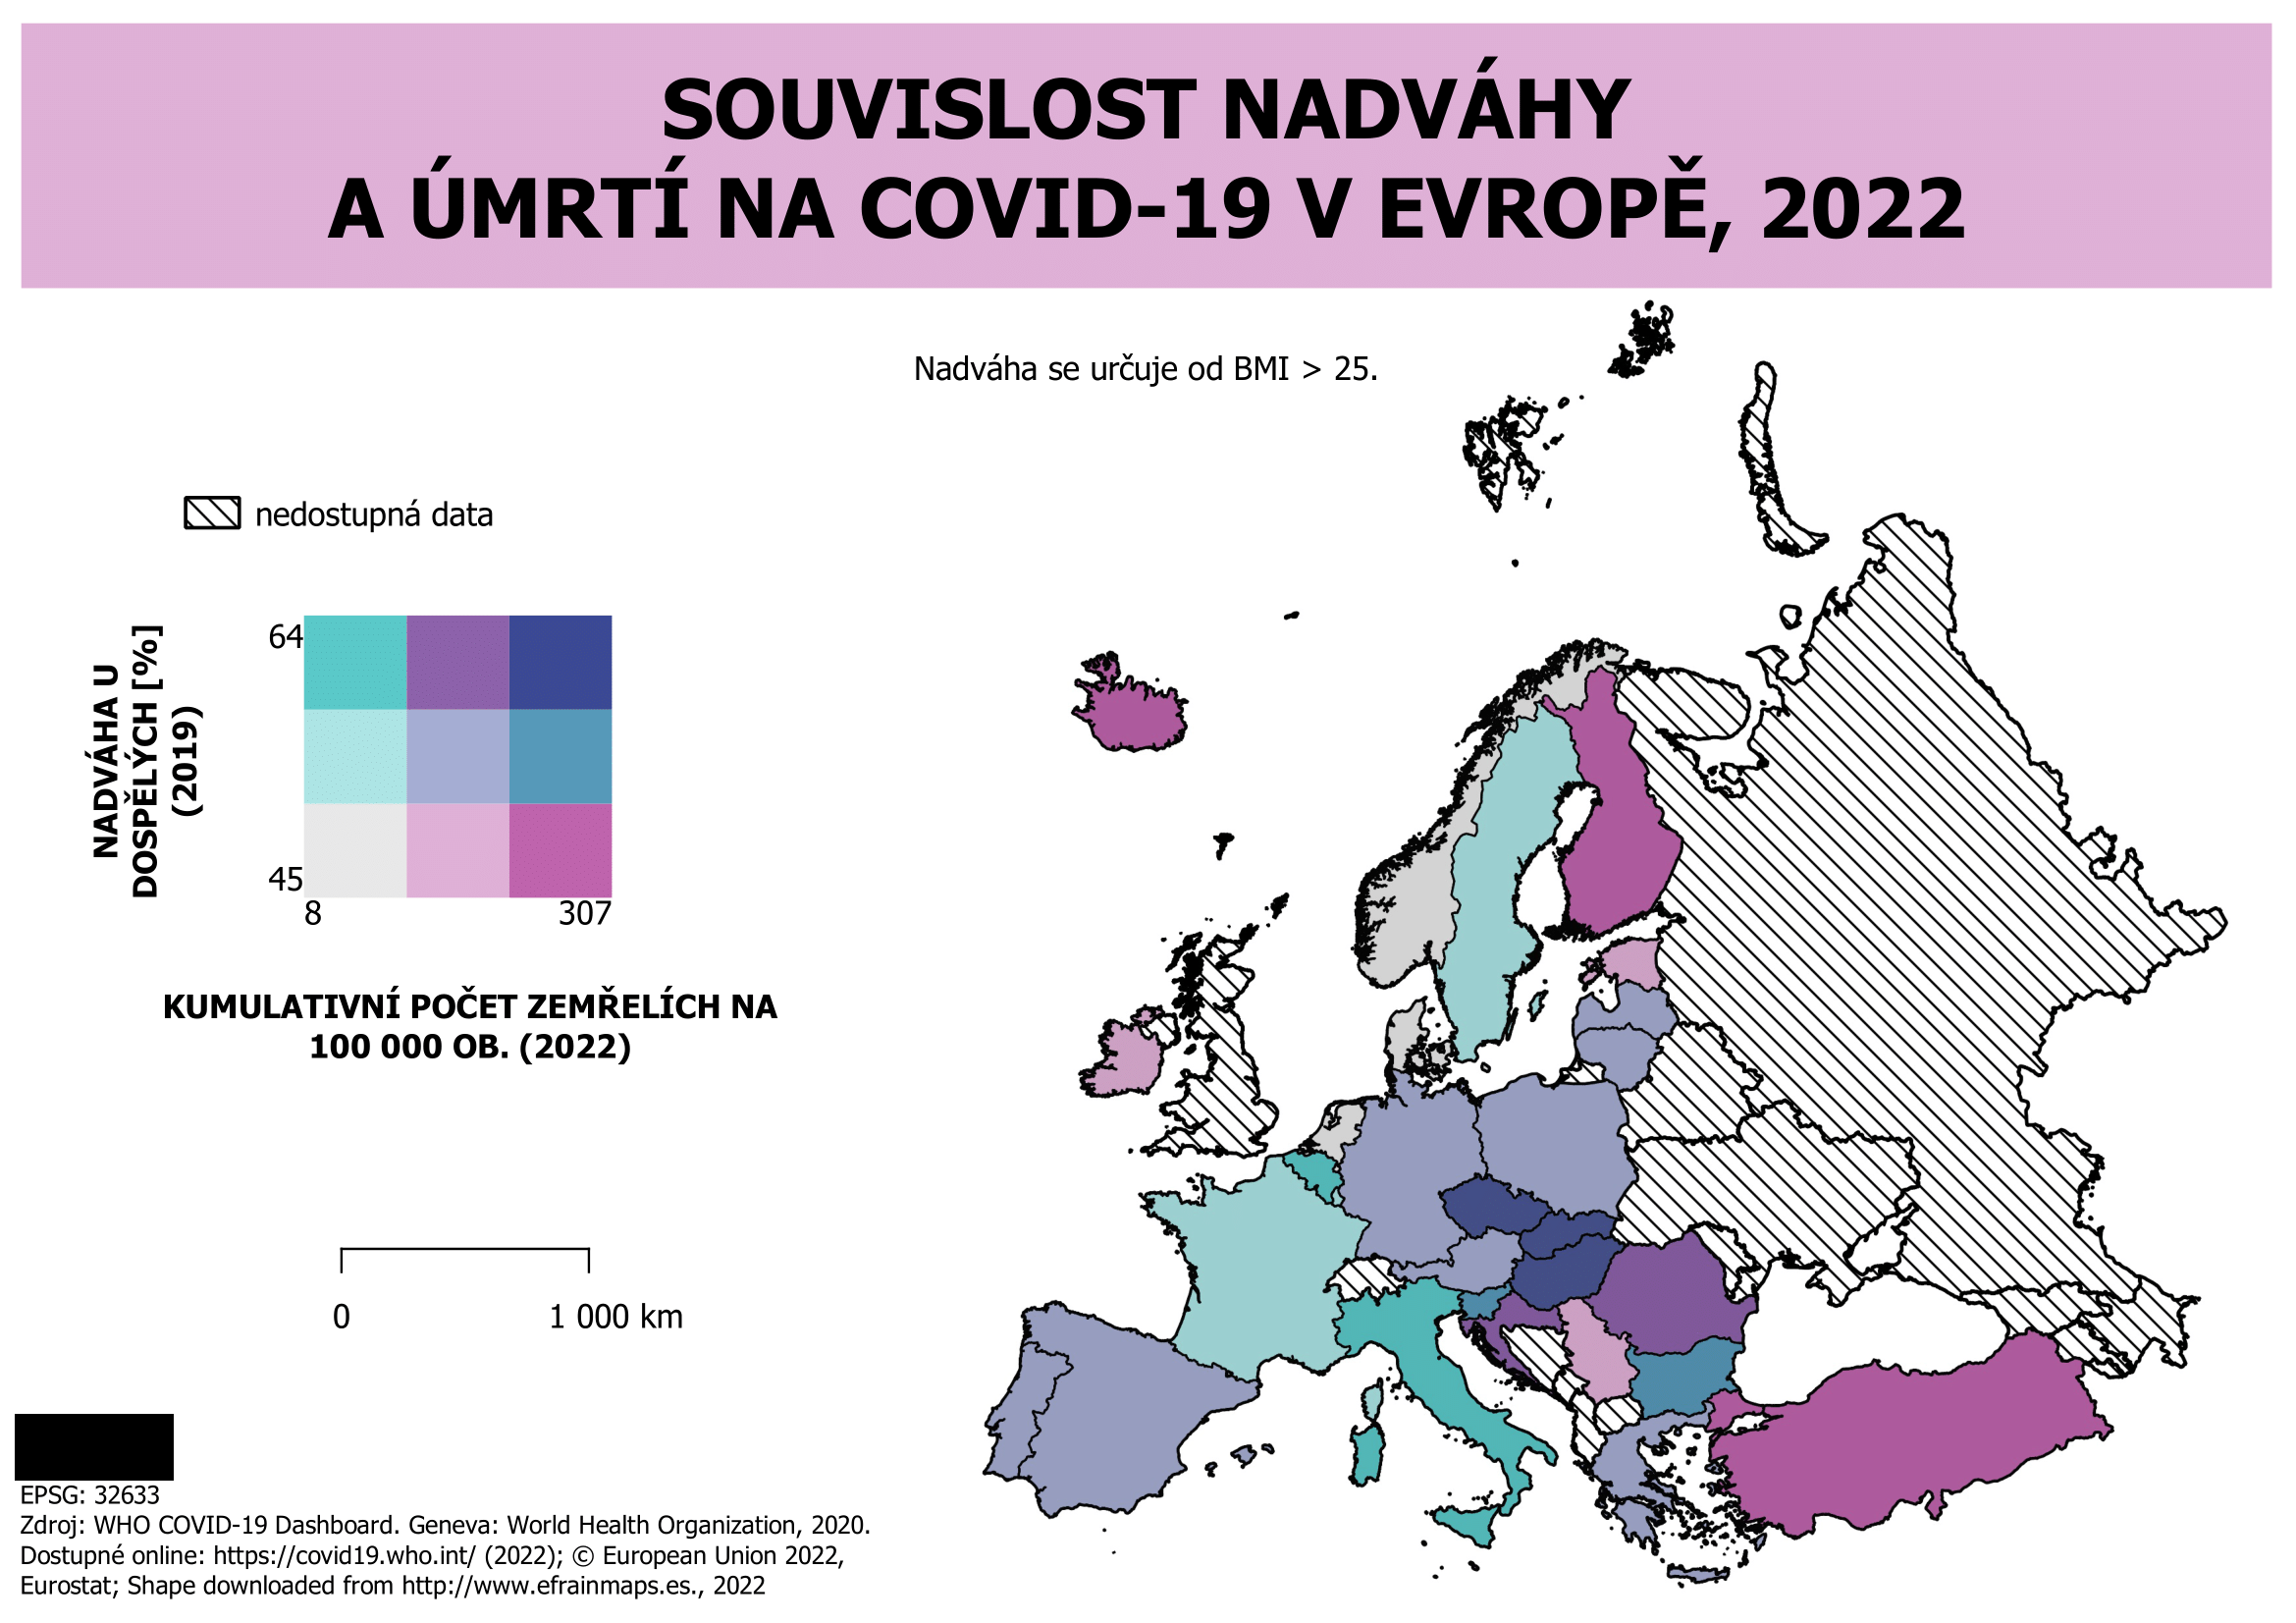 SOUVISLOST NADVÁHY
A ÚMRTÍ NA COVID-19 V EVROPĚ, 2022
Nadváha se určuje od BMI > 25.
nedostupná data
NADVÁHA U
DOSPĚLÝCH [%]
(2019)
64
45
8
307
KUMULATIVNÍ POČET ZEMŘELÍCH NA
100 000 OB. (2022)
0
1 000 km
EPSG: 32633
Zdroj: WHO COVID-19 Dashboard. Geneva: World Health Organization, 2020.
Dostupné online: https://covid19.who.int/ (2022); © European Union 2022,
Eurostat; Shape downloaded from http://www.efrainmaps.es., 2022